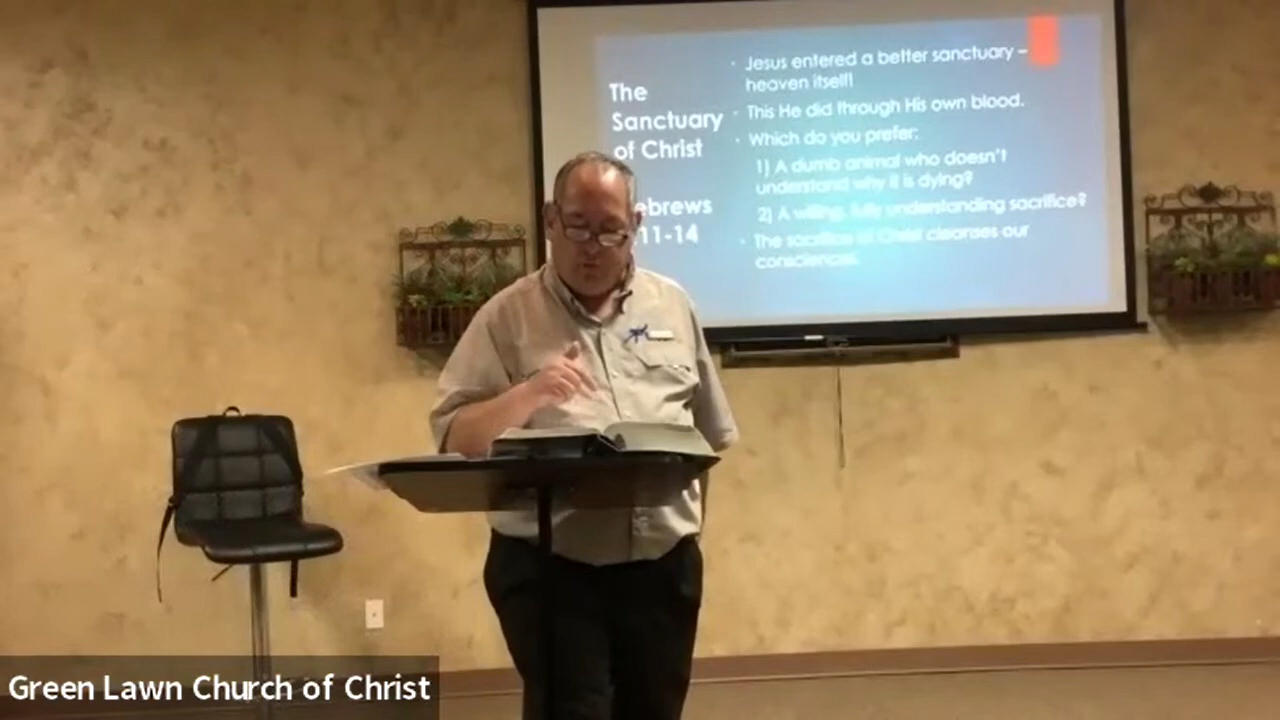 The
Sanctuary
of Christ
ebrews
11-14
· Jesus entered a better sanctuary –
heaven itself!
· This He did through His own blood.
· Which do you prefer:
1) A dumb animal who doesn't
understand why it is dying?
2) A willing, fully understanding sacrifice?
· The sacrifice of Christ cleanses our
consciences.
Green Lawn Church of Christ